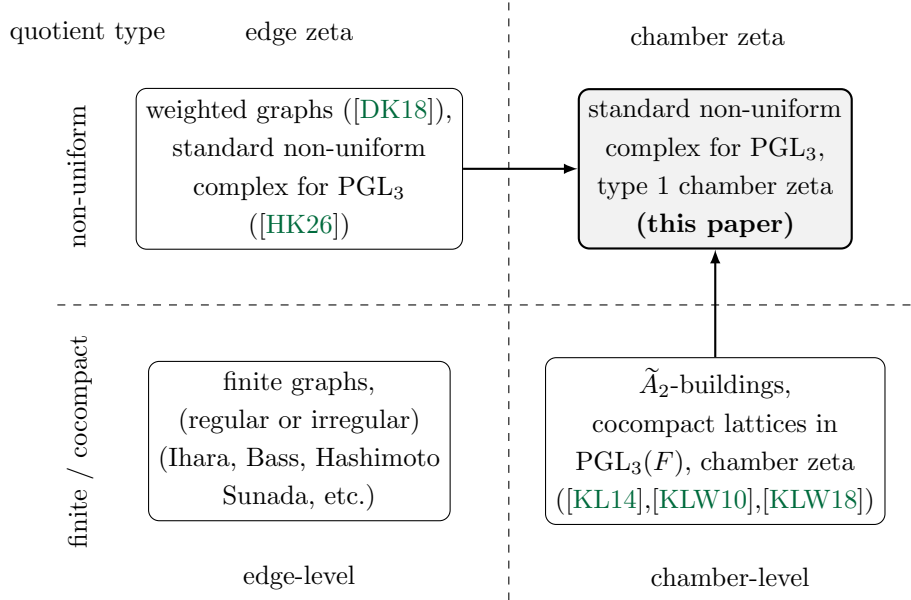 quotient type
edge zeta
chamber zeta
non-uniform
weighted graphs ([DK18]),
standard non-uniform
complex for PGL₃
([HK26])
standard non-uniform
complex for PGL₃,
type 1 chamber zeta
(this paper)
finite / cocompact
finite graphs,
(regular or irregular)
(Ihara, Bass, Hashimoto
Sunada, etc.)
Ã₂-buildings,
cocompact lattices in
PGL₃(F), chamber zeta
([KL14],[KLW10],[KLW18])
edge-level
chamber-level